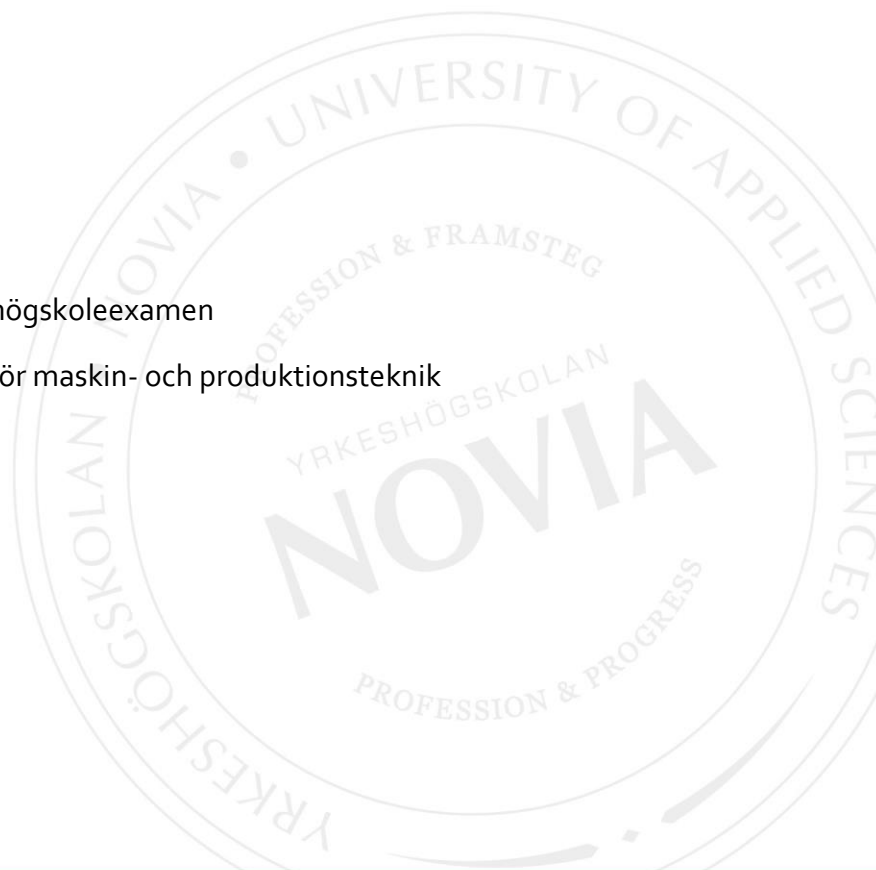 högskoleexamen
ör maskin- och produktionsteknik
YRKESHÖGSKOLAN NOVIA • UNIVERSITY OF APPLIED SCIENCES
PROFESSION & FRAMSTEG
YRKESHÖGSKOLAN
NOVIA
PROFESSION & PROGRESS